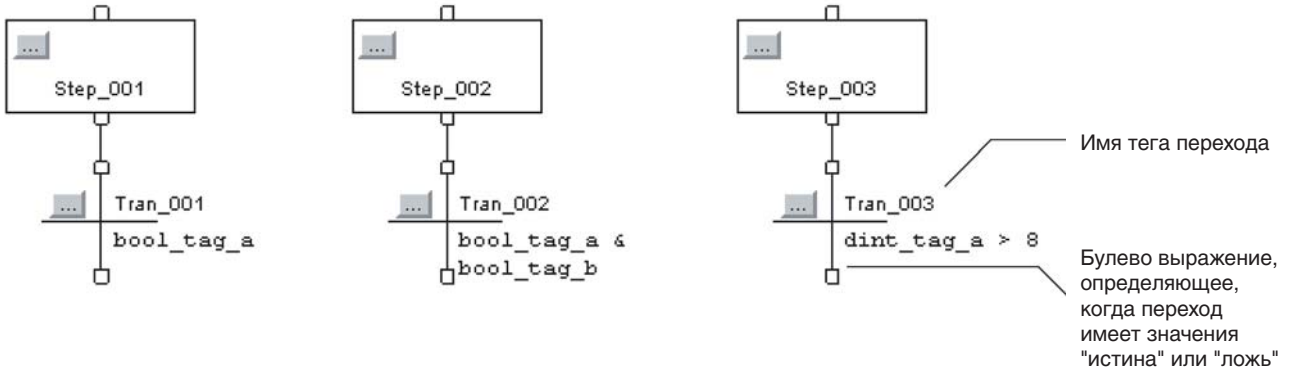 ...
Step_001
...
Step_002
...
Step_003
Имя тега перехода
...
Tran_001
...
Tran_002
...
Tran_003
bool_tag_a
bool_tag_a &
bool_tag_b
dint_tag_a > 8
Булево выражение,
определяющее,
когда переход
имеет значения
"истина" или "ложь"